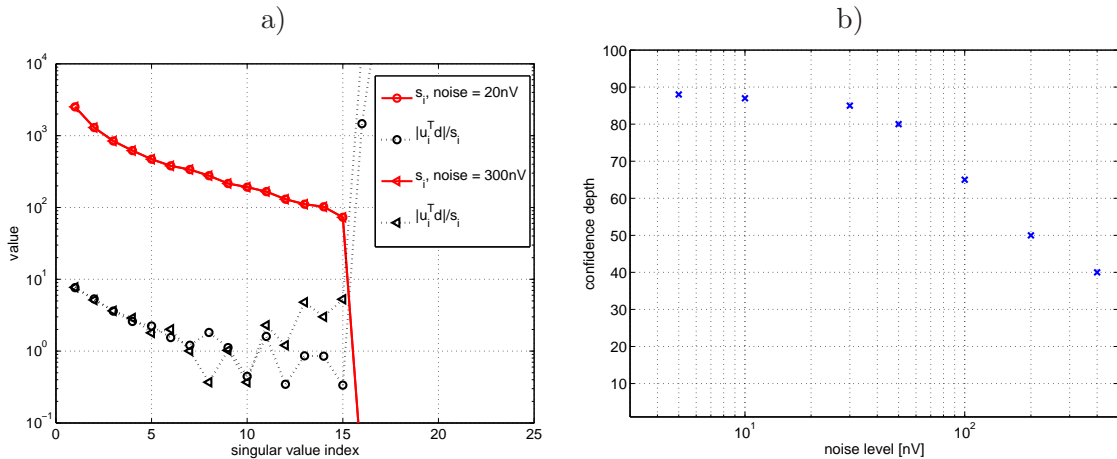 a)
10^4
10^3
10^2
10^1
10^0
10^-1
value
0 5 10 15 20 25
singular value index
s_i, noise = 20nV
|u_i^T d|/s_i
s_i, noise = 300nV
|u_i^T d|/s_i
b)
100
90
80
70
60
50
40
30
20
10
confidence depth
10^1 10^2
noise level [nV]